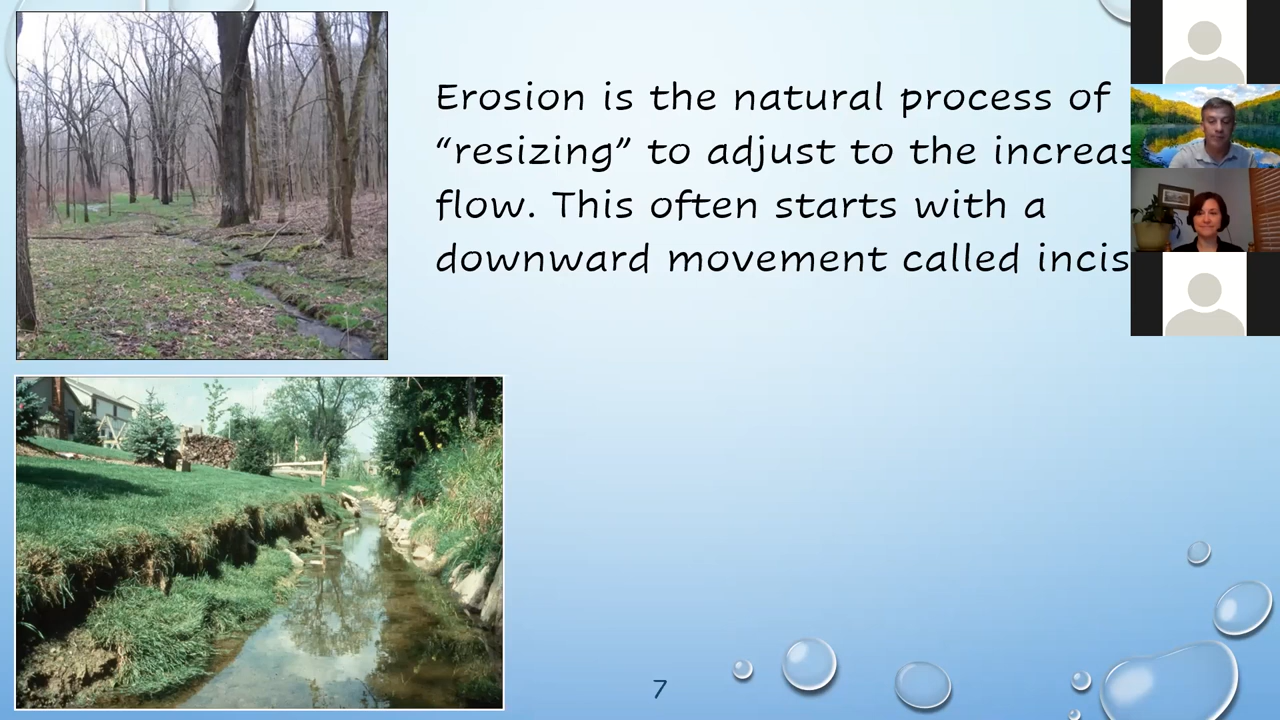 Erosion is the natural process of
“resizing” to adjust to the increas
flow. This often starts with a
downward movement called incis
7